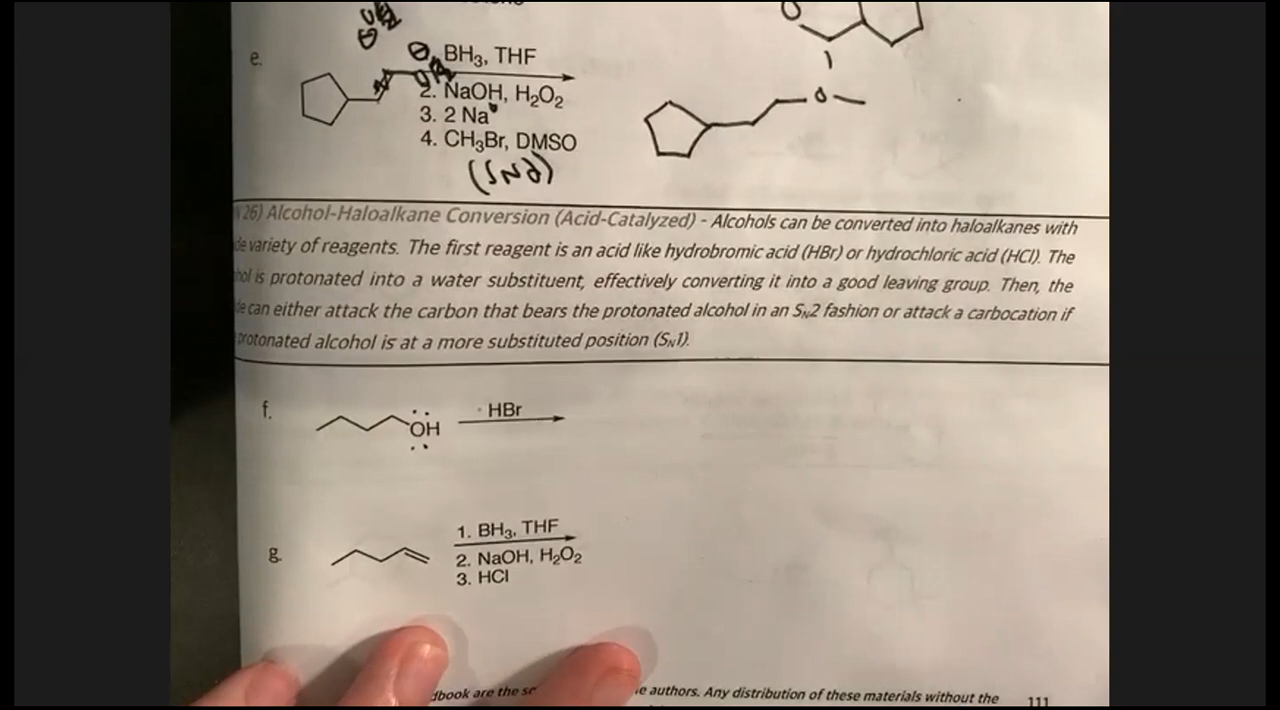 e.
BH₃, THF
2. NaOH, H₂O₂
3. 2 Na
4. CH₃Br, DMSO
(SN2)
O
26) Alcohol-Haloalkane Conversion (Acid-Catalyzed) - Alcohols can be converted into haloalkanes with
variety of reagents. The first reagent is an acid like hydrobromic acid (HBr) or hydrochloric acid (HCl). The
is protonated into a water substituent, effectively converting it into a good leaving group. Then, the
can either attack the carbon that bears the protonated alcohol in an SN2 fashion or attack a carbocation if
protonated alcohol is at a more substituted position (SN1).
f.
OH
HBr
g.
1. BH₃, THF
2. NaOH, H₂O₂
3. HCl
book are the authors. Any distribution of these materials without the
111